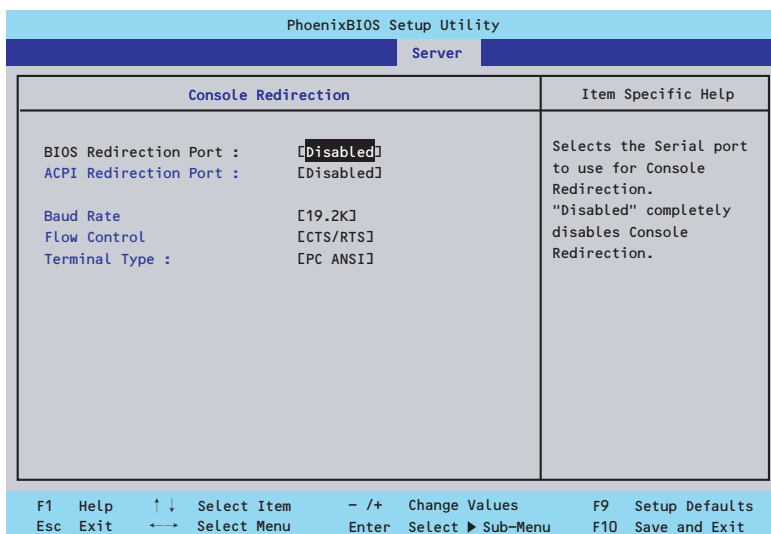 PhoenixBIOS Setup Utility
Server
Console Redirection
Item Specific Help
BIOS Redirection Port : [Disabled]
ACPI Redirection Port : [Disabled]
Baud Rate [19.2K]
Flow Control [CTS/RTS]
Terminal Type : [PC ANSI]
Selects the Serial port
to use for Console
Redirection.
"Disabled" completely
disables Console
Redirection.
F1 Help ↑↓ Select Item - /+ Change Values F9 Setup Defaults
Esc Exit ←→ Select Menu Enter Select ▶ Sub-Menu F10 Save and Exit